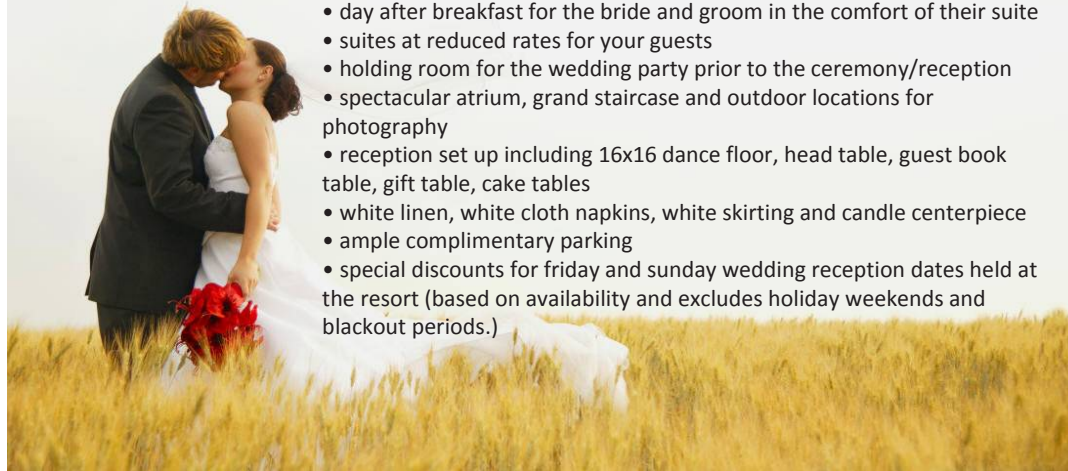 • day after breakfast for the bride and groom in the comfort of their suite
• suites at reduced rates for your guests
• holding room for the wedding party prior to the ceremony/reception
• spectacular atrium, grand staircase and outdoor locations for
photography
• reception set up including 16x16 dance floor, head table, guest book
table, gift table, cake tables
• white linen, white cloth napkins, white skirting and candle centerpiece
• ample complimentary parking
• special discounts for friday and sunday wedding reception dates held at
the resort (based on availability and excludes holiday weekends and
blackout periods.)